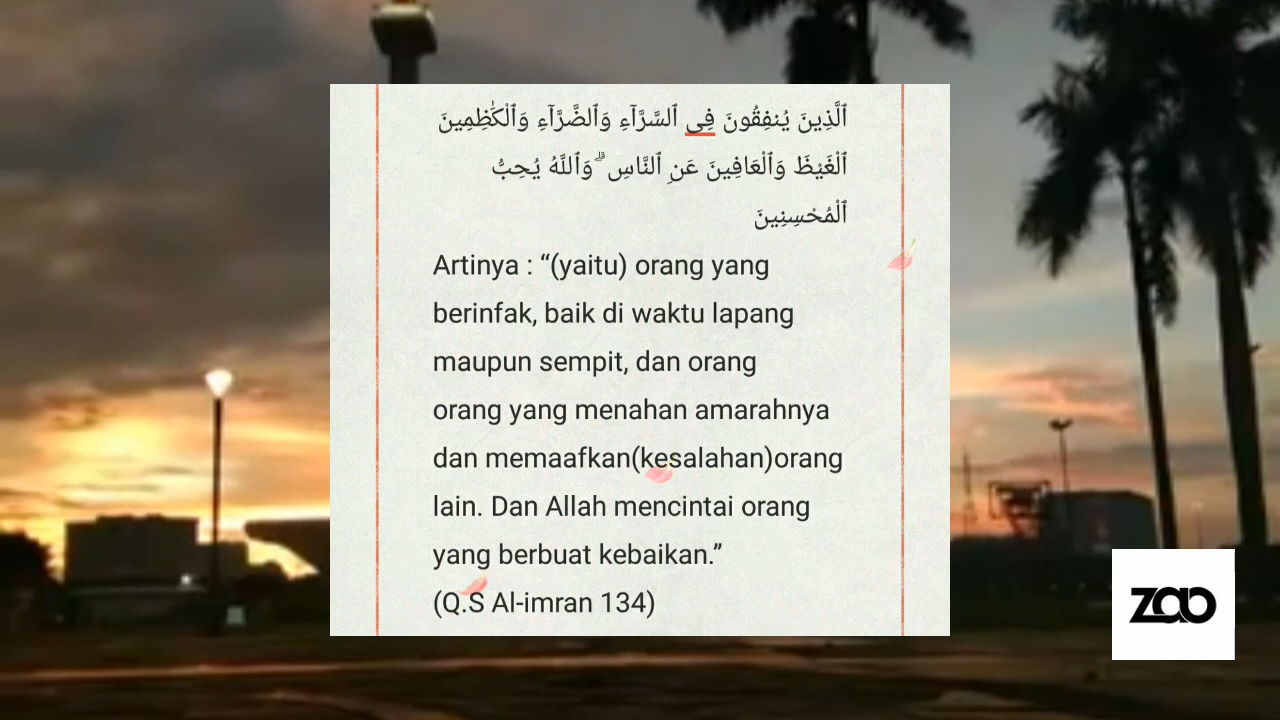 ٱلَّذِينَ يُنفِقُونَ فِى ٱلسَّرَّآءِ وَٱلضَّرَّآءِ وَٱلْكَٰظِمِينَ
ٱلْغَيْظَ وَٱلْعَافِينَ عَنِ ٱلنَّاسِ ۗ وَٱللَّهُ يُحِبُّ
ٱلْمُحْسِنِينَ
Artinya : “(yaitu) orang yang
berinfak, baik di waktu lapang
maupun sempit, dan orang
orang yang menahan amarahnya
dan memaafkan(kesalahan)orang
lain. Dan Allah mencintai orang
yang berbuat kebaikan.”
(Q.S Al-imran 134)
zab